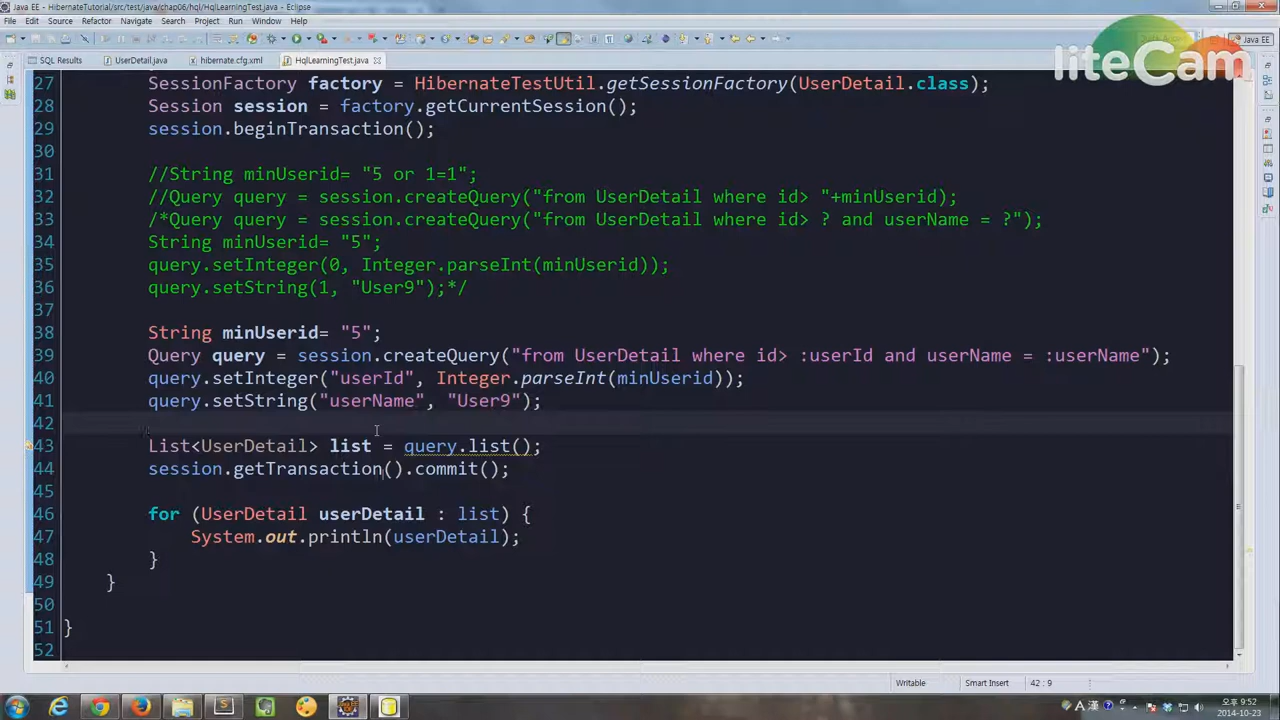 Java EE - HibernateTutorial/src/test/java/chap06/hql/HqlLearningTest.java - Eclipse
File Edit Source Refactor Navigate Search Project Run Window Help
Java EE
liteCam
SQL Results UserDetail.java hibernate.cfg.xml HqlLearningTest.java
27 SessionFactory factory = HibernateTestUtil.getSessionFactory(UserDetail.class);
28 Session session = factory.getCurrentSession();
29 session.beginTransaction();
30
31 //String minUserid= "5 or 1=1";
32 //Query query = session.createQuery("from UserDetail where id> "+minUserid);
33 /*Query query = session.createQuery("from UserDetail where id> ? and userName = ?");
34 String minUserid= "5";
35 query.setInteger(0, Integer.parseInt(minUserid));
36 query.setString(1, "User9");*/
37
38 String minUserid= "5";
39 Query query = session.createQuery("from UserDetail where id> :userId and userName = :userName");
40 query.setInteger("userId", Integer.parseInt(minUserid));
41 query.setString("userName", "User9");
42
43 List<UserDetail> list = query.list();
44 session.getTransaction().commit();
45
46 for (UserDetail userDetail : list) {
47 System.out.println(userDetail);
48 }
49 }
50
51 }
52
Writable Smart Insert 42 : 9
A 漢 오후 9:52
2014-10-23